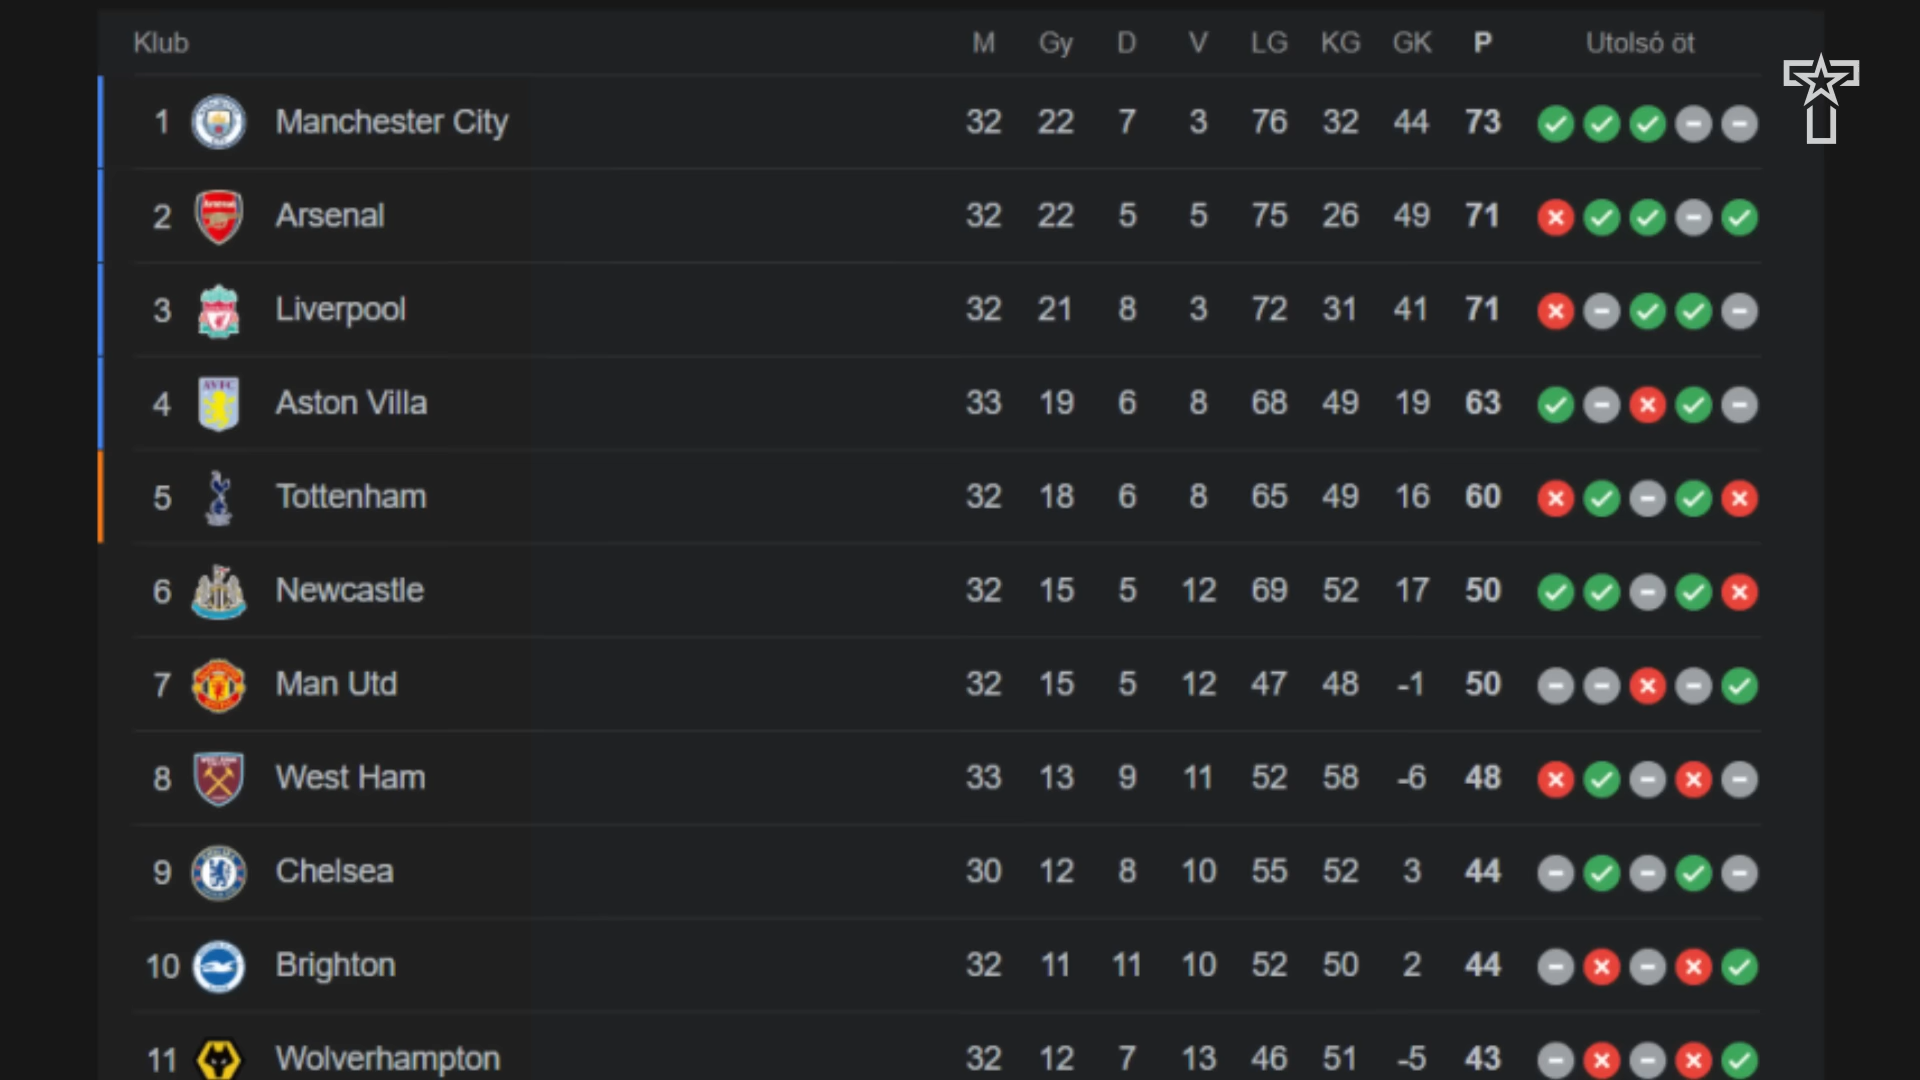 Klub M Gy D V LG KG GK P Utolsó öt
1 Manchester City 32 22 7 3 76 32 44 73
2 Arsenal 32 22 5 5 75 26 49 71
3 Liverpool 32 21 8 3 72 31 41 71
4 Aston Villa 33 19 6 8 68 49 19 63
5 Tottenham 32 18 6 8 65 49 16 60
6 Newcastle 32 15 5 12 69 52 17 50
7 Man Utd 32 15 5 12 47 48 -1 50
8 West Ham 33 13 9 11 52 58 -6 48
9 Chelsea 30 12 8 10 55 52 3 44
10 Brighton 32 11 11 10 52 50 2 44
11 Wolverhampton 32 12 7 13 46 51 -5 43